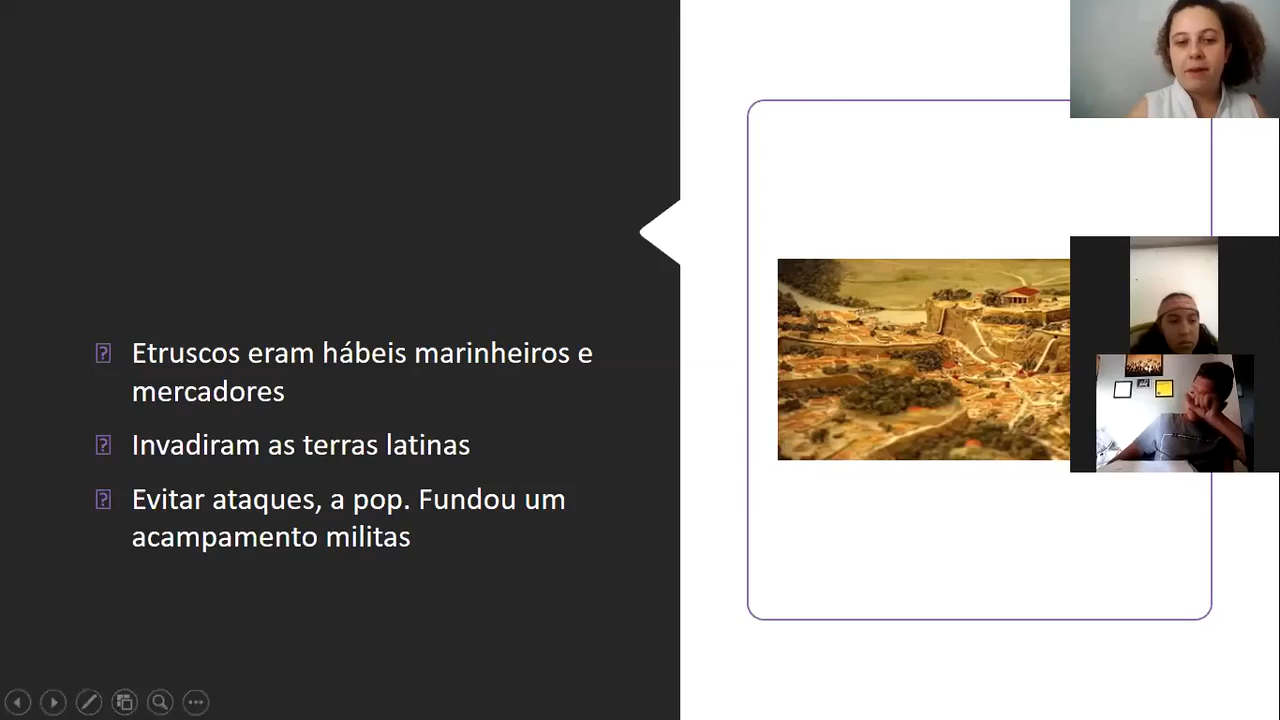 Etruscos eram hábeis marinheiros e
mercadores
Invadiram as terras latinas
Evitar ataques, a pop. Fundou um
acampamento militas